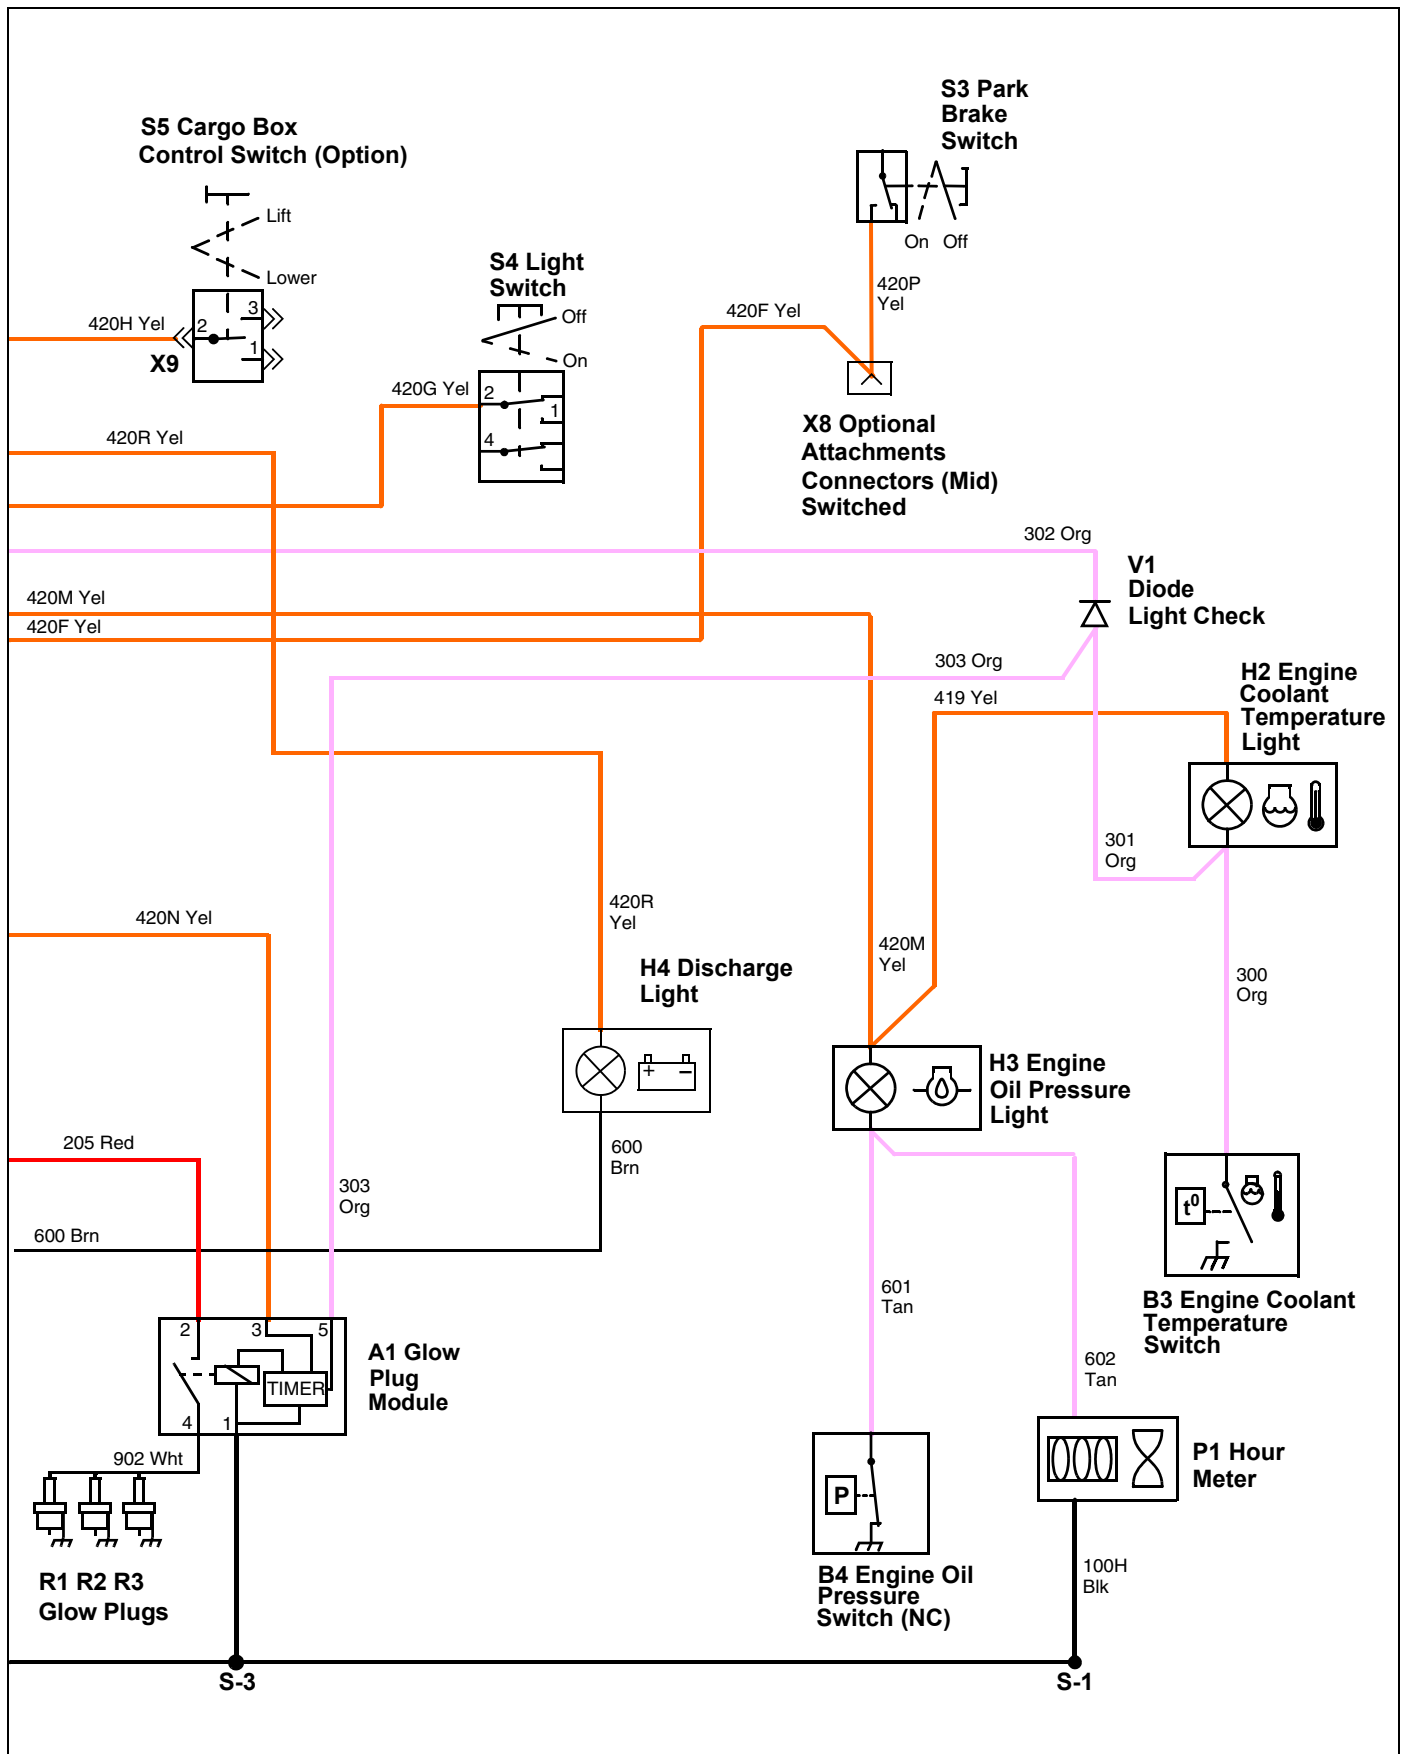 S3 Park
Brake
Switch
S5 Cargo Box
Control Switch (Option)
Lift
Lower
On Off
S4 Light
Switch
420P
Yel
420F Yel
Off
On
420H Yel
2
3
1
X9
420G Yel
2
1
4
X8 Optional
Attachments
Connectors (Mid)
Switched
420R Yel
302 Org
V1
Diode
Light Check
420M Yel
420F Yel
303 Org
H2 Engine
Coolant
Temperature
Light
419 Yel
301
Org
420R
Yel
420N Yel
420M
Yel
H4 Discharge
Light
300
Org
+ −
H3 Engine
Oil Pressure
Light
205 Red
600
Brn
303
Org
600 Brn
t0
601
Tan
B3 Engine Coolant
Temperature
Switch
2 3 5
A1 Glow
Plug
Module
TIMER
4 1
602
Tan
902 Wht
P
P1 Hour
Meter
R1 R2 R3
Glow Plugs
B4 Engine Oil
Pressure
Switch (NC)
100H
Blk
S-3
S-1